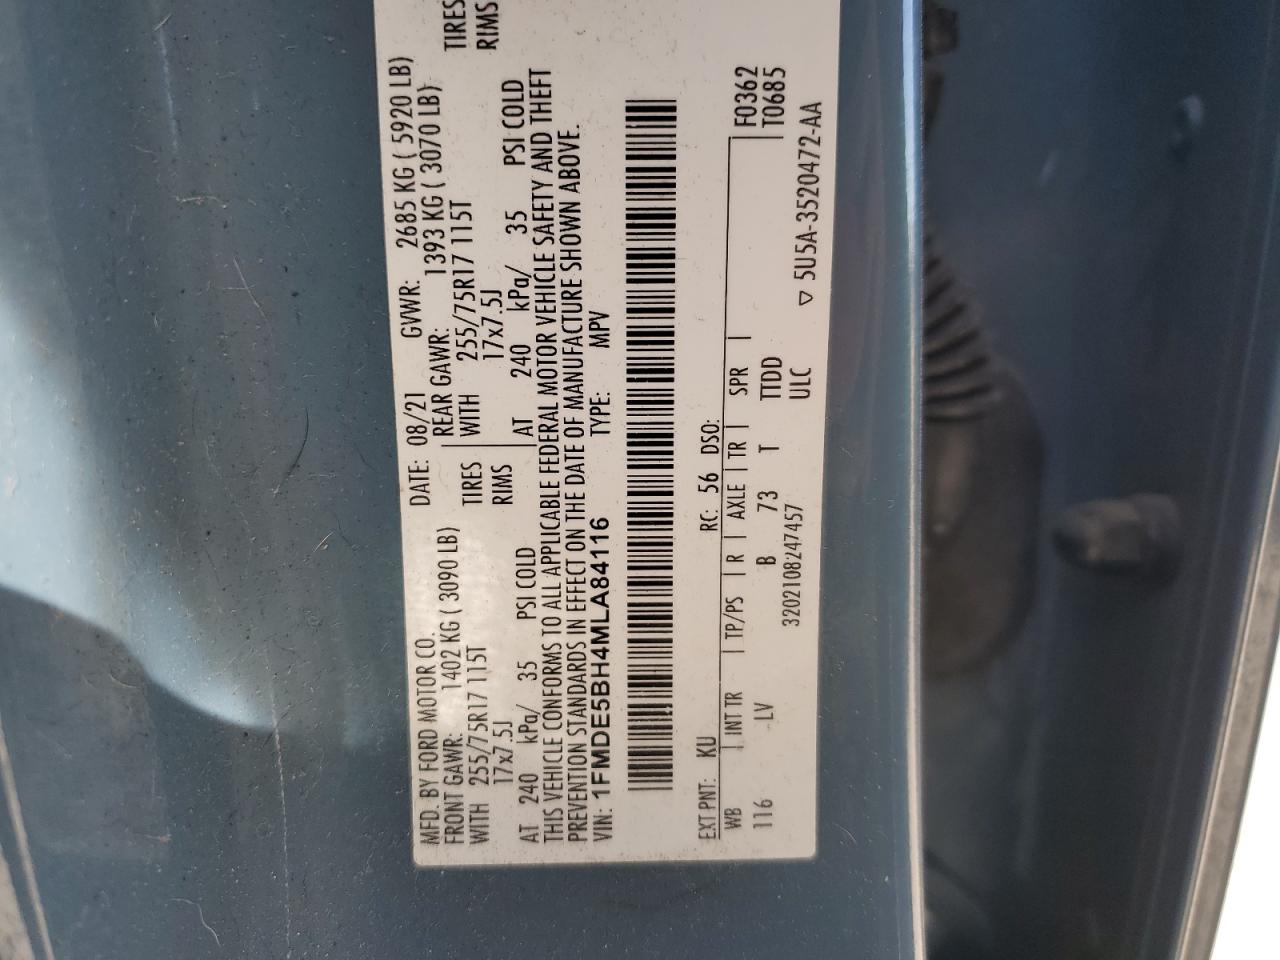 MFD. BY FORD MOTOR CO. DATE: 08/21 GVWR: 2685 KG ( 5920 LB)
FRONT GAWR: 1402 KG ( 3090 LB) REAR GAWR: 1393 KG ( 3070 LB)
WITH 255/75R17 115T TIRES WITH 255/75R17 115T TIRES
17x7.5J RIMS 17x7.5J RIMS
AT 240 kPa/ 35 PSI COLD AT 240 kPa/ 35 PSI COLD
THIS VEHICLE CONFORMS TO ALL APPLICABLE FEDERAL MOTOR VEHICLE SAFETY AND THEFT
PREVENTION STANDARDS IN EFFECT ON THE DATE OF MANUFACTURE SHOWN ABOVE.
VIN: 1FMDE5BH4MLA84116 TYPE: MPV
EXT PNT: KU RC: 56 DSO: F0362
WB INT TR TP/PS R AXLE TR SPR T0685
116 LV B 73 T TTDD
3202108247457 ULC
▽ 5U5A-3520472-AA